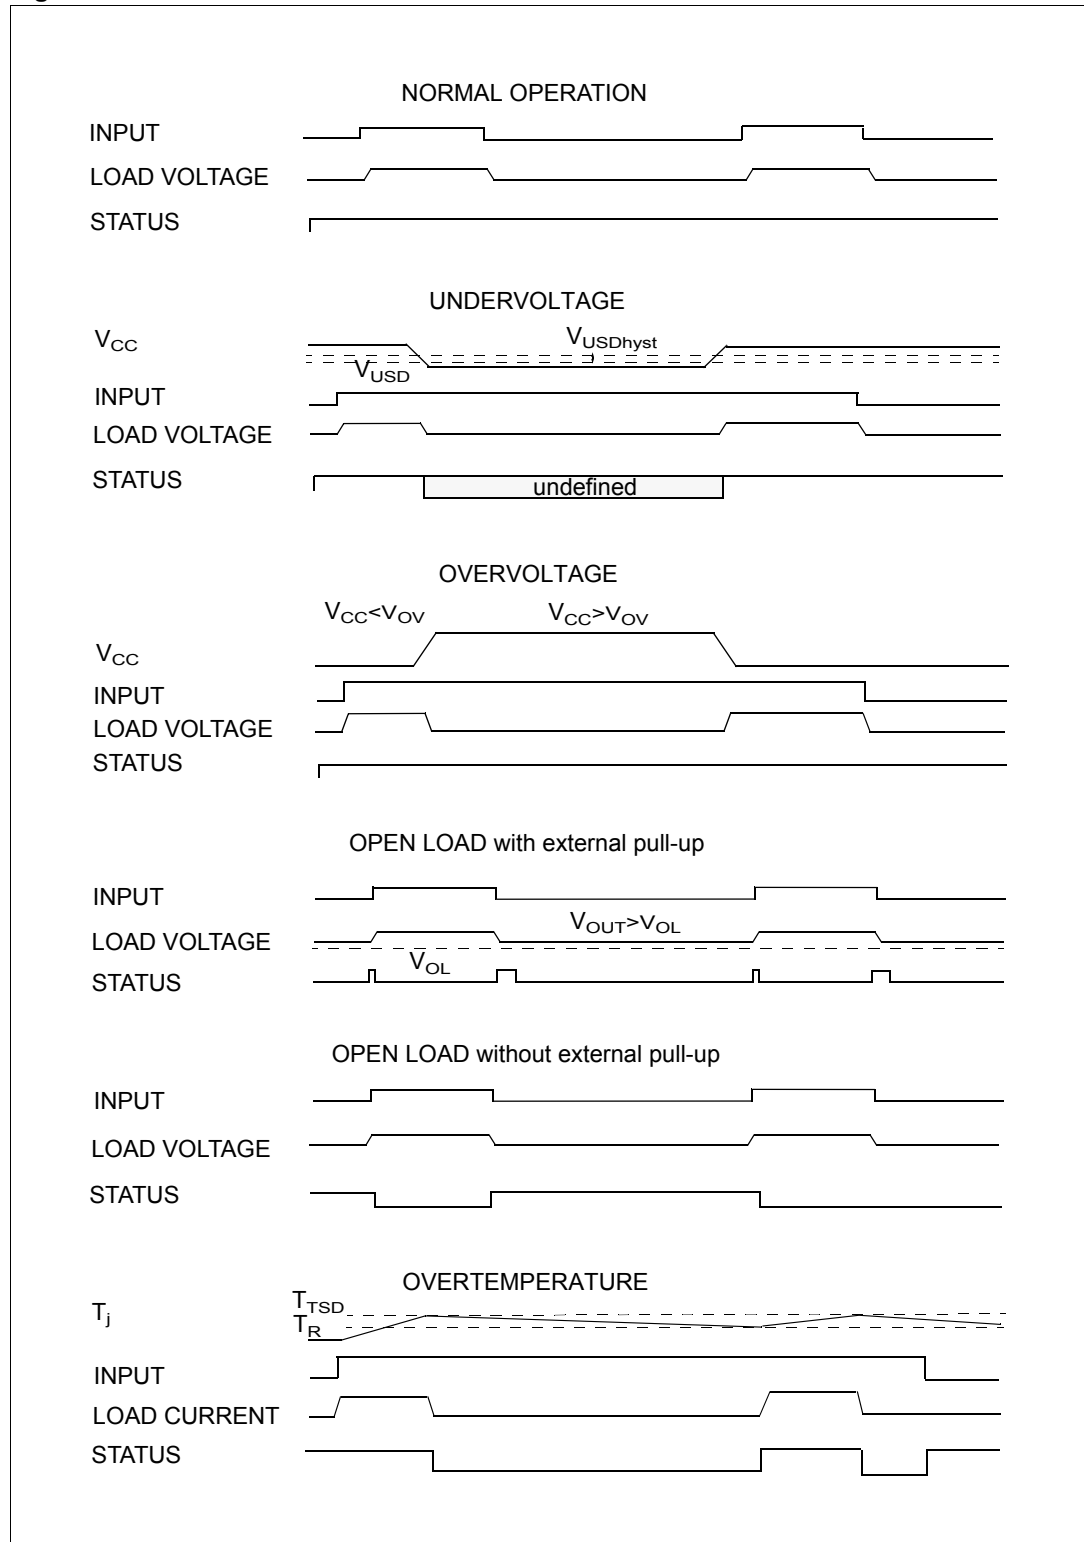 NORMAL OPERATION
INPUT
LOAD VOLTAGE
STATUS
UNDERVOLTAGE
VCC
VUSDhyst
VUSD
INPUT
LOAD VOLTAGE
STATUS
undefined
OVERVOLTAGE
VCC<VOV
VCC>VOV
VCC
INPUT
LOAD VOLTAGE
STATUS
OPEN LOAD with external pull-up
INPUT
VOUT>VOL
LOAD VOLTAGE
VOL
STATUS
OPEN LOAD without external pull-up
INPUT
LOAD VOLTAGE
STATUS
OVERTEMPERATURE
Tj
TTSD
TR
INPUT
LOAD CURRENT
STATUS